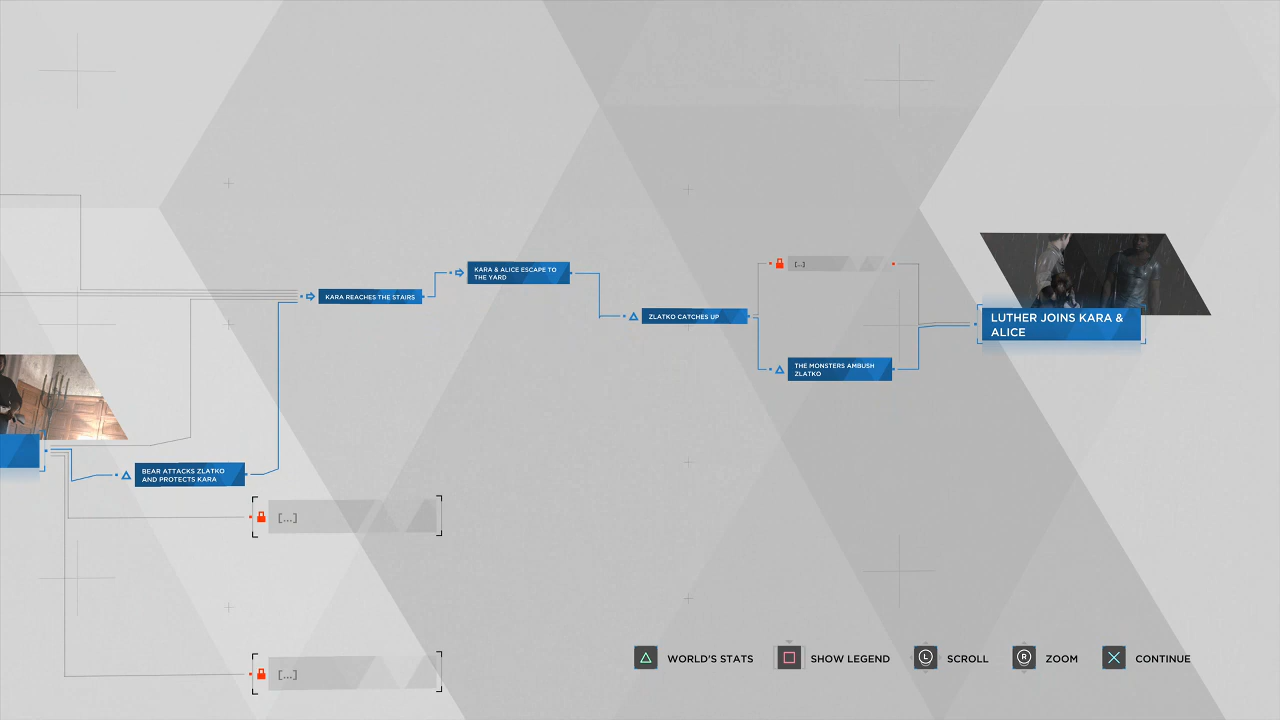 KARA & ALICE ESCAPE TO
THE YARD
[...]
KARA REACHES THE STAIRS
ZLATKO CATCHES UP
LUTHER JOINS KARA &
ALICE
THE MONSTERS AMBUSH
ZLATKO
BEAR ATTACKS ZLATKO
AND PROTECTS KARA
[...]
[...]
WORLD'S STATS
SHOW LEGEND
L
SCROLL
R
ZOOM
CONTINUE